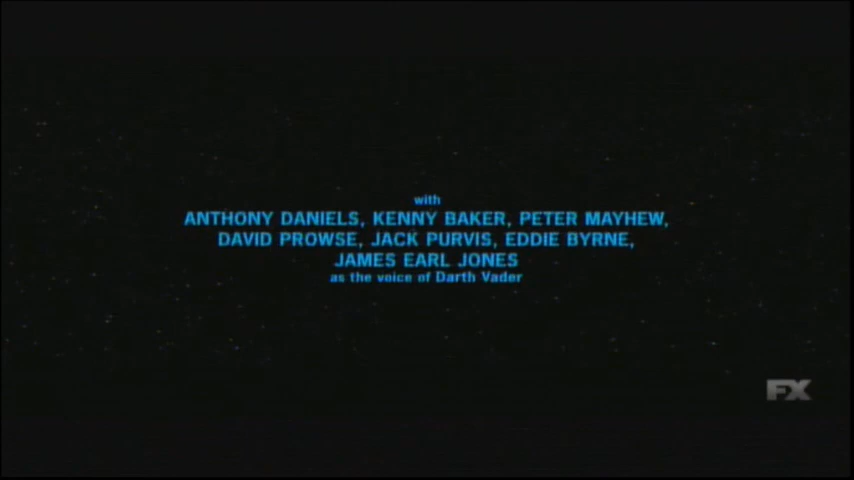 with
ANTHONY DANIELS, KENNY BAKER, PETER MAYHEW,
DAVID PROWSE, JACK PURVIS, EDDIE BYRNE,
JAMES EARL JONES
as the voice of Darth Vader
FX